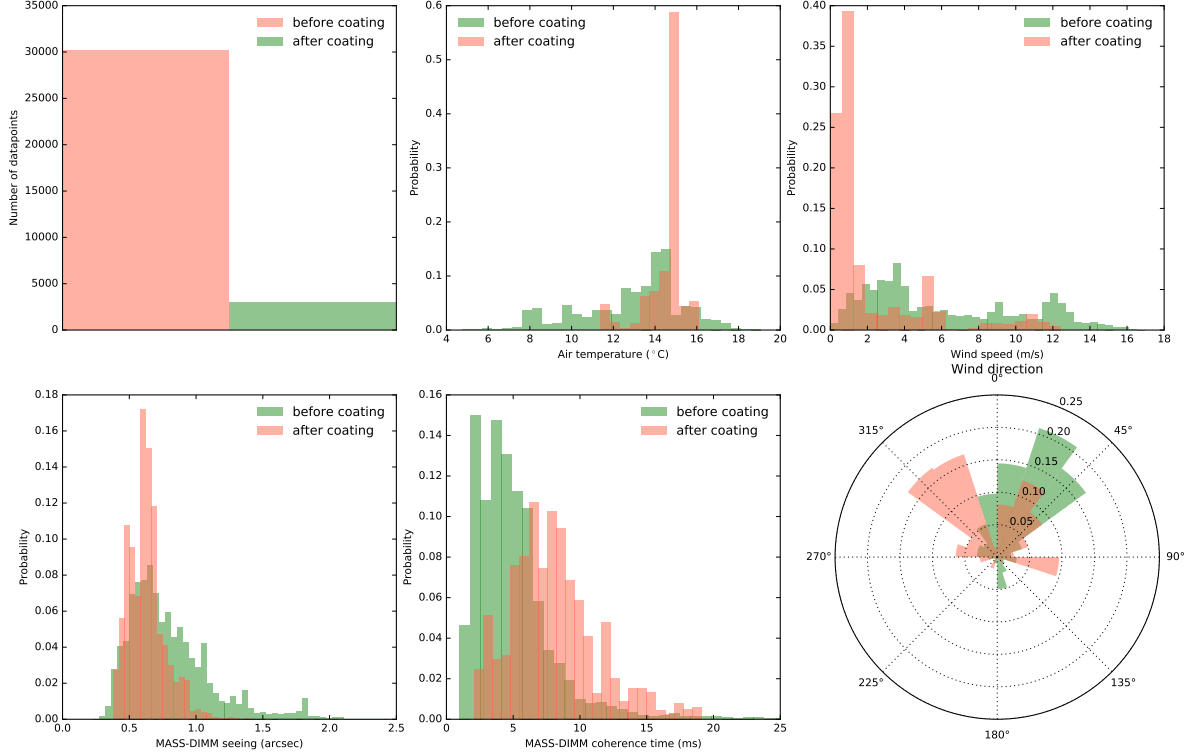 before coating
after coating
35000
30000
25000
20000
15000
10000
5000
0
Number of datapoints
before coating
after coating
0.6
0.5
0.4
0.3
0.2
0.1
0.0
4 6 8 10 12 14 16 18 20
Probability
Air temperature (°C)
before coating
after coating
0.40
0.35
0.30
0.25
0.20
0.15
0.10
0.05
0.00
0 2 4 6 8 10 12 14 16 18
Probability
Wind speed (m/s)
before coating
after coating
0.18
0.16
0.14
0.12
0.10
0.08
0.06
0.04
0.02
0.00
0.0 0.5 1.0 1.5 2.0 2.5
Probability
MASS-DIMM seeing (arcsec)
before coating
after coating
0.16
0.14
0.12
0.10
0.08
0.06
0.04
0.02
0.00
0 5 10 15 20 25
Probability
MASS-DIMM coherence time (ms)
Wind direction
0°
45°
90°
135°
180°
225°
270°
315°
0.25
0.20
0.15
0.10
0.05